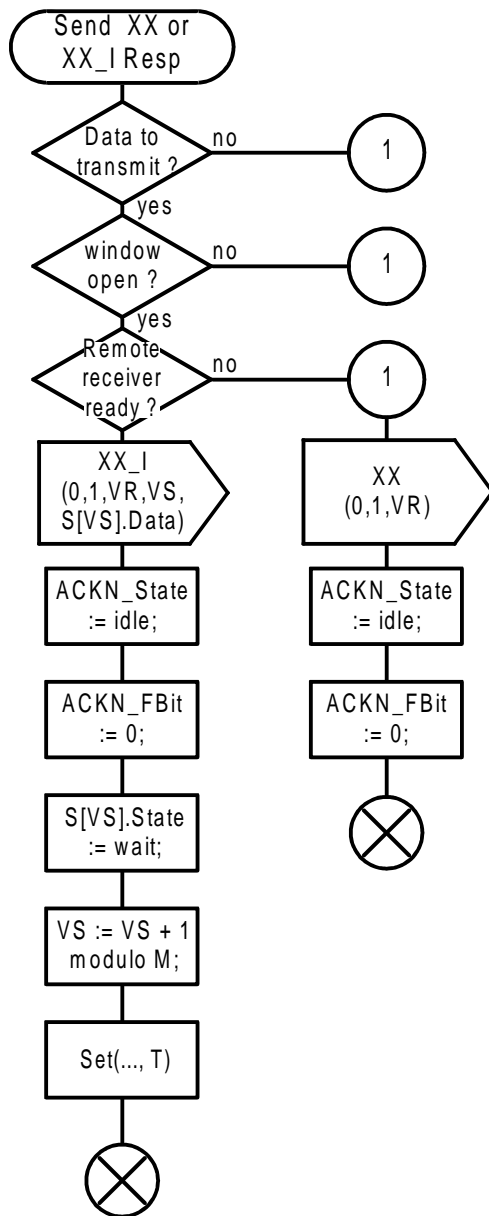 Send XX or
XX_I Resp
Data to
transmit ?
no
1
yes
window
open ?
no
1
yes
Remote
receiver
ready ?
no
1
XX_I
(0,1,VR,VS,
S[VS].Data)
XX
(0,1,VR)
ACKN_State
:= idle;
ACKN_State
:= idle;
ACKN_FBit
:= 0;
ACKN_FBit
:= 0;
S[VS].State
:= wait;
VS := VS + 1
modulo M;
Set(..., T)